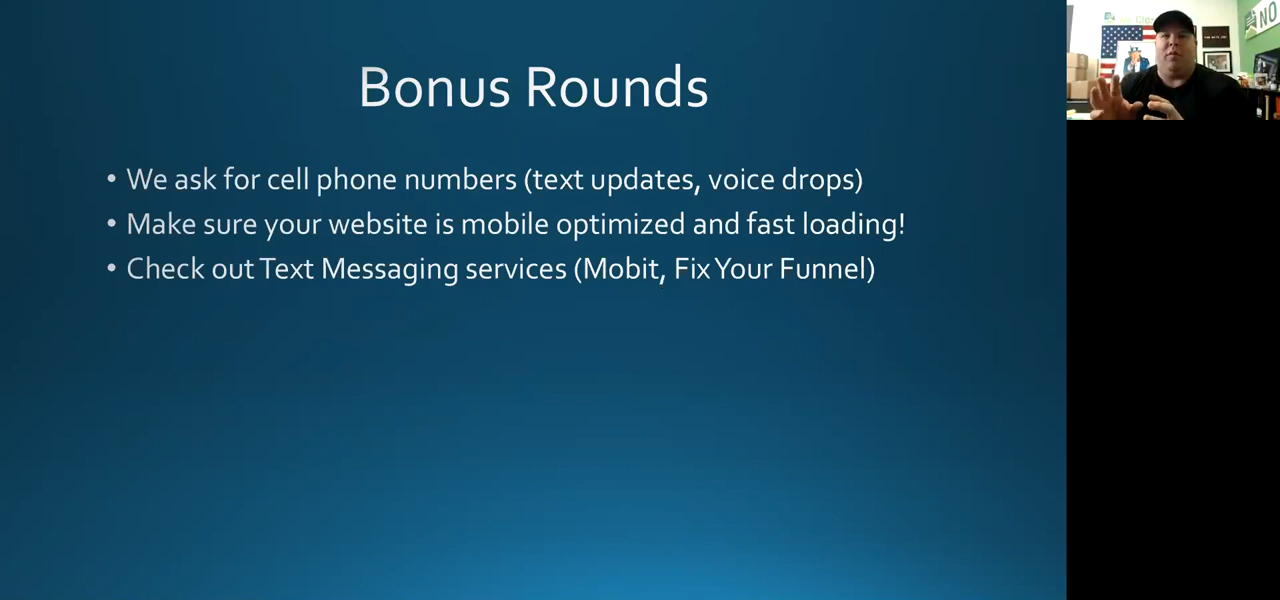 Bonus Rounds
• We ask for cell phone numbers (text updates, voice drops)
• Make sure your website is mobile optimized and fast loading!
• Check out Text Messaging services (Mobit, Fix Your Funnel)
NO